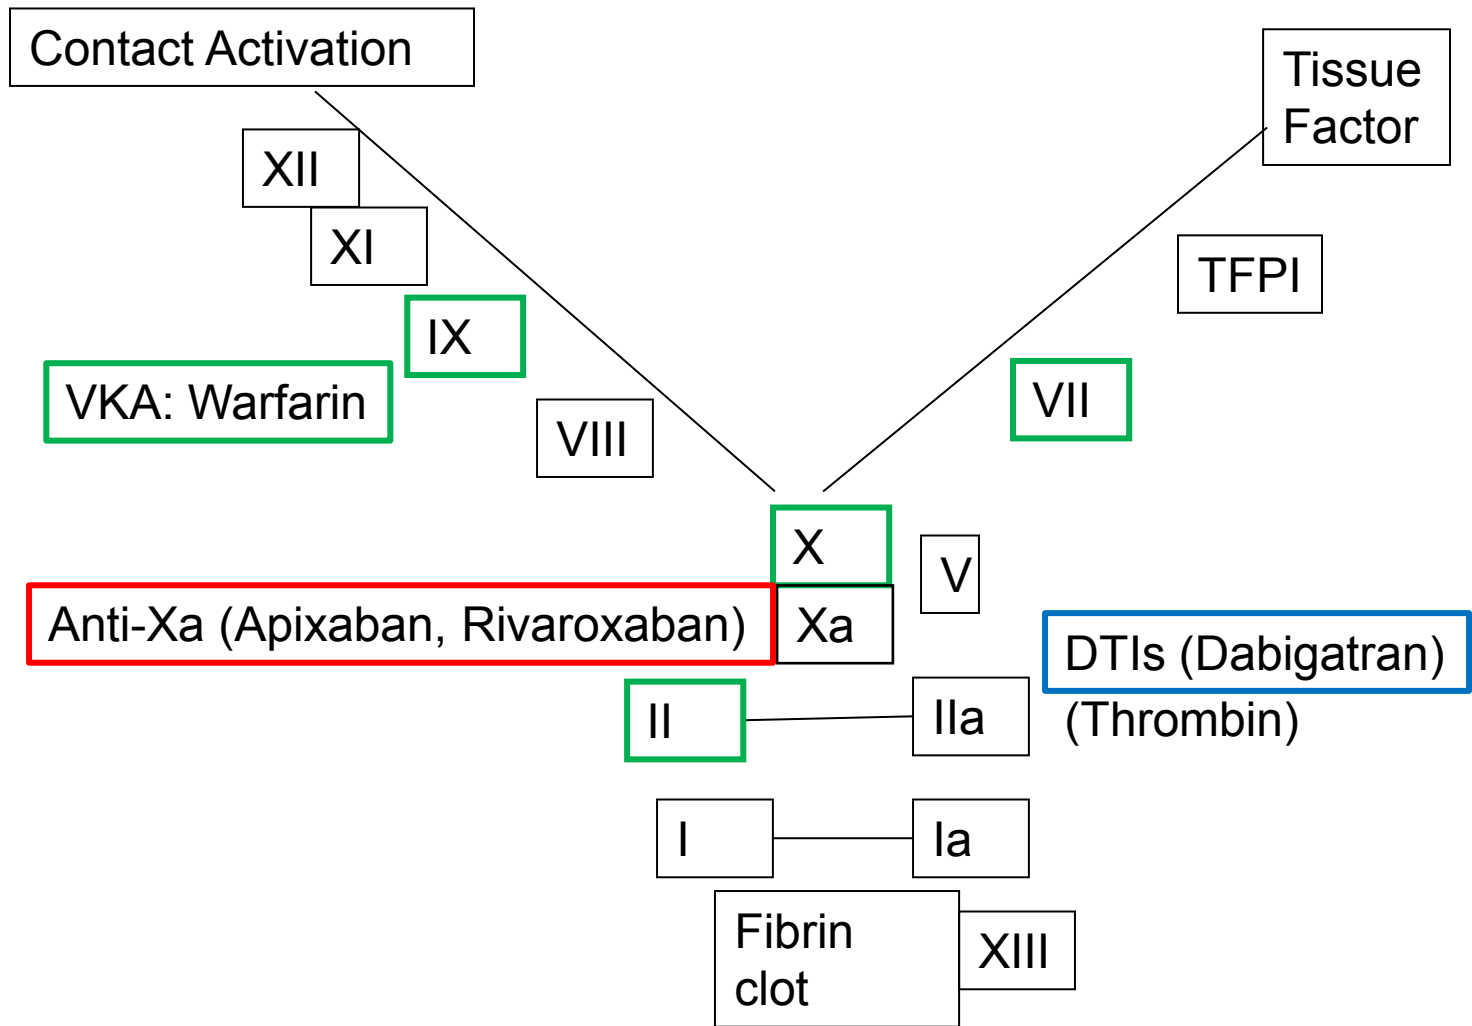 Contact Activation
Tissue
Factor
XII
XI
TFPI
IX
VKA: Warfarin
VII
VIII
X
V
Anti-Xa (Apixaban, Rivaroxaban)
Xa
DTIs (Dabigatran)
II
IIa
(Thrombin)
I
Ia
Fibrin
clot
XIII